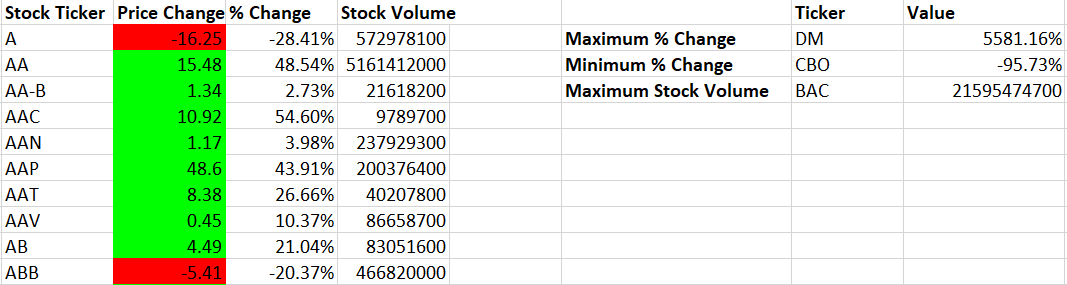 Stock Ticker Price Change % Change Stock Volume Ticker Value
A -16.25 -28.41% 572978100 Maximum % Change DM 5581.16%
AA 15.48 48.54% 5161412000 Minimum % Change CBO -95.73%
AA-B 1.34 2.73% 21618200 Maximum Stock Volume BAC 21595474700
AAC 10.92 54.60% 9789700
AAN 1.17 3.98% 237929300
AAP 48.6 43.91% 200376400
AAT 8.38 26.66% 40207800
AAV 0.45 10.37% 86658700
AB 4.49 21.04% 83051600
ABB -5.41 -20.37% 466820000